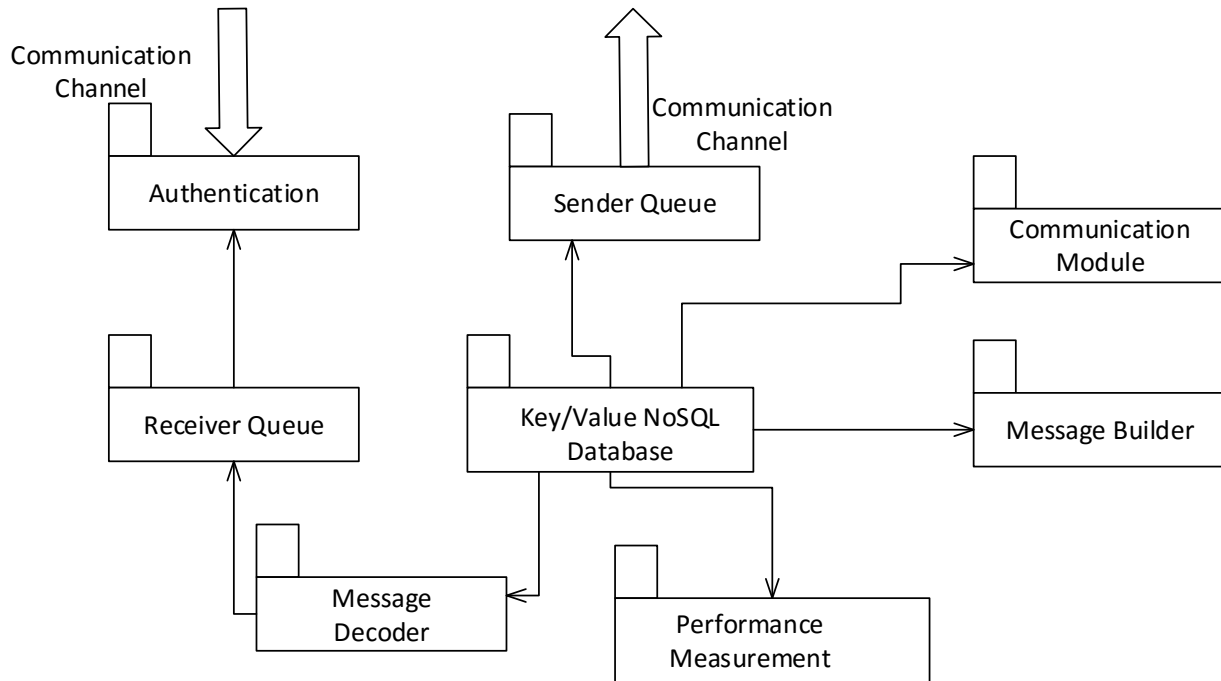 Communication
Channel
Authentication
Communication
Channel
Sender Queue
Communication
Module
Receiver Queue
Key/Value NoSQL
Database
Message Builder
Message
Decoder
Performance
Measurement